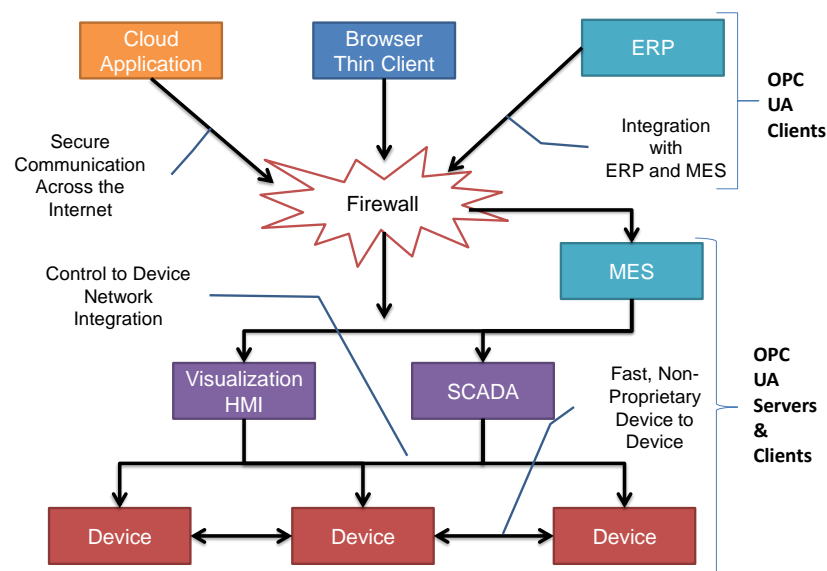 Cloud
Application
Browser
Thin Client
ERP
OPC
UA
Clients
Secure
Communication
Across the
Internet
Integration
with
ERP and MES
Firewall
MES
Control to Device
Network
Integration
Visualization
HMI
SCADA
Fast, Non-
Proprietary
Device to
Device
OPC
UA
Servers
&
Clients
Device
Device
Device